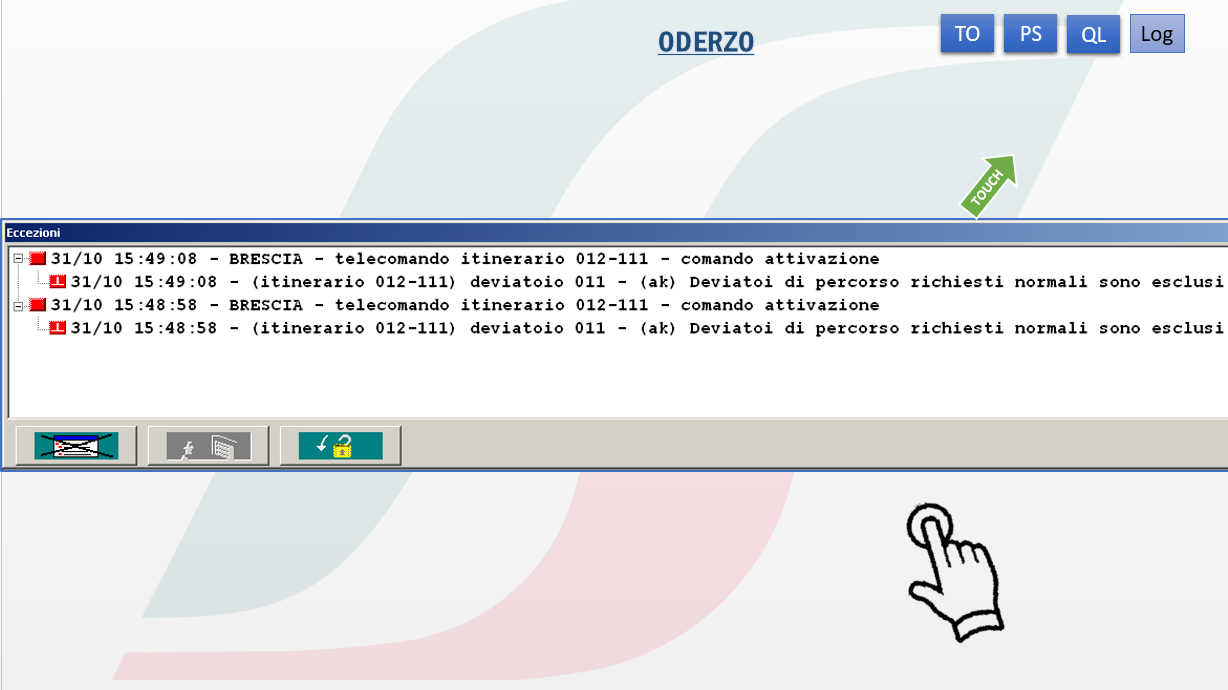 ODERZO
TO PS QL Log
TOUCH
Eccezioni
31/10 15:49:08 - BRESCIA - telecomando itinerario 012-111 - comando attivazione
31/10 15:49:08 - (itinerario 012-111) deviatoio 011 - (ak) Deviatoi di percorso richiesti normali sono esclusi
31/10 15:48:58 - BRESCIA - telecomando itinerario 012-111 - comando attivazione
31/10 15:48:58 - (itinerario 012-111) deviatoio 011 - (ak) Deviatoi di percorso richiesti normali sono esclusi